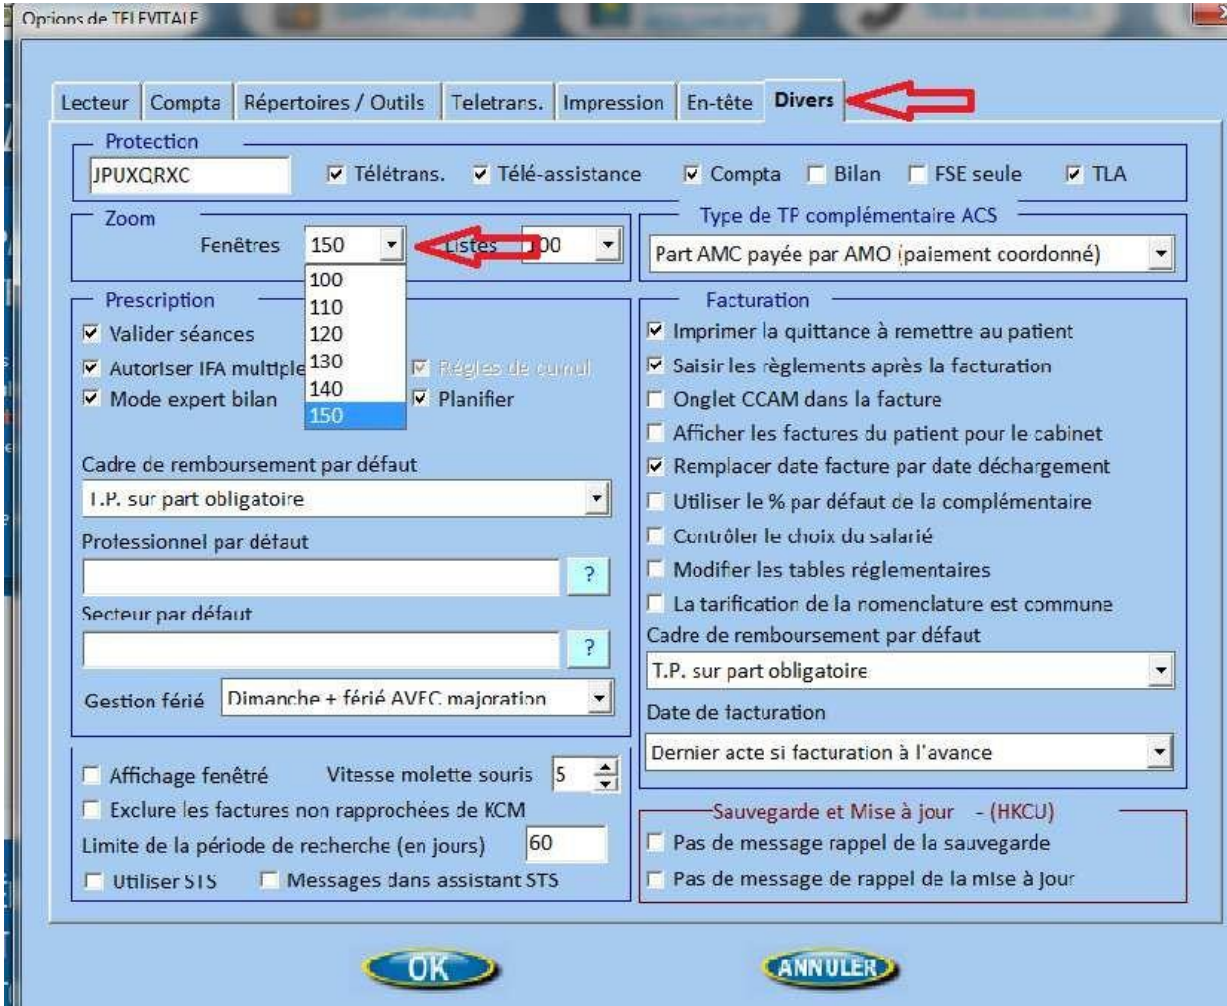 Options de TELEVITALE
Lecteur Compta Répertoires / Outils Teletrans. Impression En-tête Divers
Protection
JPUXQRXC Télétrans. Télé-assistance Compta Bilan FSE seule TLA
Zoom
Fenêtres 150 Listes 100
100
110
120
130
140
150
Type de TP complémentaire ACS
Part AMC payée par AMO (paiement coordonné)
Prescription
Valider séances
Autoriser IFA multiple Régles de cumul
Mode expert bilan Planifier
Cadre de remboursement par défaut
T.P. sur part obligatoire
Professionnel par défaut
?
Secteur par défaut
?
Gestion férié Dimanche + férié AVEC majoration
Facturation
Imprimer la quittance à remettre au patient
Saisir les règlements après la facturation
Onglet CCAM dans la facture
Afficher les factures du patient pour le cabinet
Remplacer date facture par date déchargement
Utiliser le % par défaut de la complémentaire
Contrôler le choix du salarié
Modifier les tables réglementaires
La tarification de la nomenclature est commune
Cadre de remboursement par défaut
T.P. sur part obligatoire
Date de facturation
Dernier acte si facturation à l'avance
Affichage fenêtré Vitesse molette souris 5
Exclure les factures non rapprochées de KCM
Limite de la période de recherche (en jours) 60
Utiliser STS Messages dans assistant STS
Sauvegarde et Mise à jour - (HKCU)
Pas de message rappel de la sauvegarde
Pas de message de rappel de la mise à jour
OK ANNULER